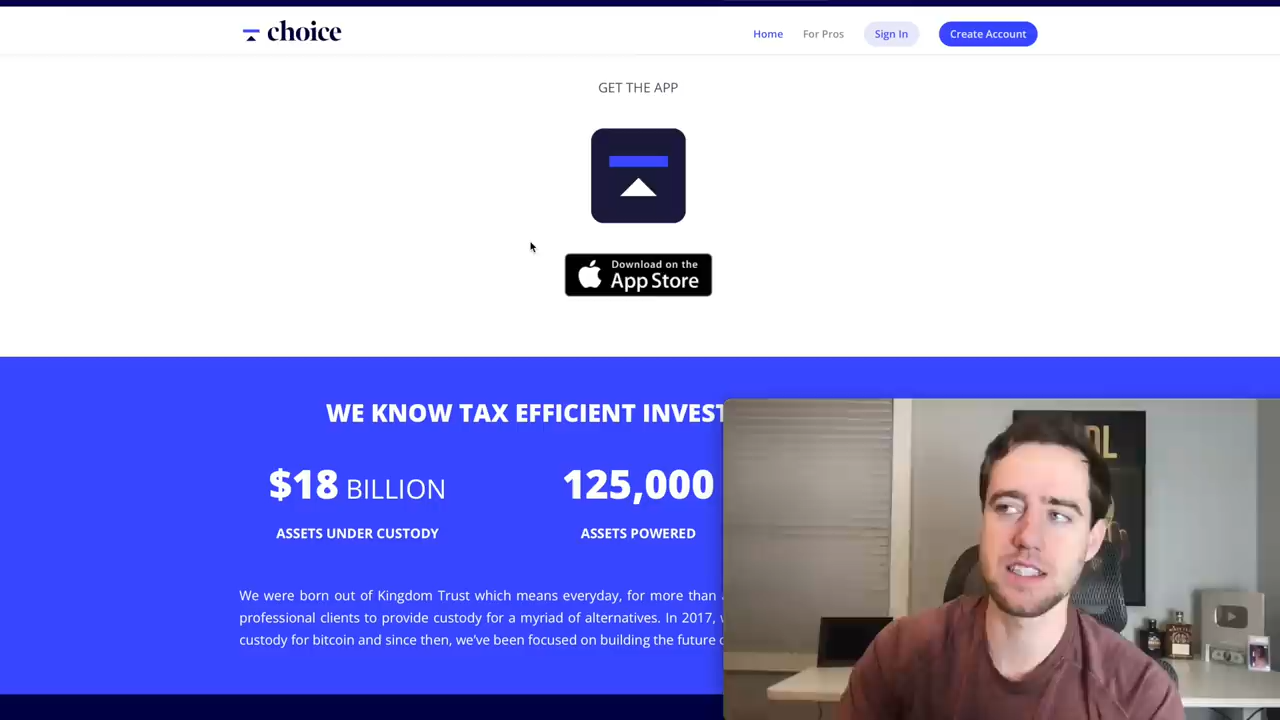 choice
Home
For Pros
Sign In
Create Account
GET THE APP
Download on the
App Store
WE KNOW TAX EFFICIENT
$18 BILLION
125,000
ASSETS UNDER CUSTODY
ASSETS POWERED
We were born out of Kingdom Trust which means everyday, for more than
professional clients to provide custody for a myriad of alternatives. In 2017,
custody for bitcoin and since then, we've been focused on building the future